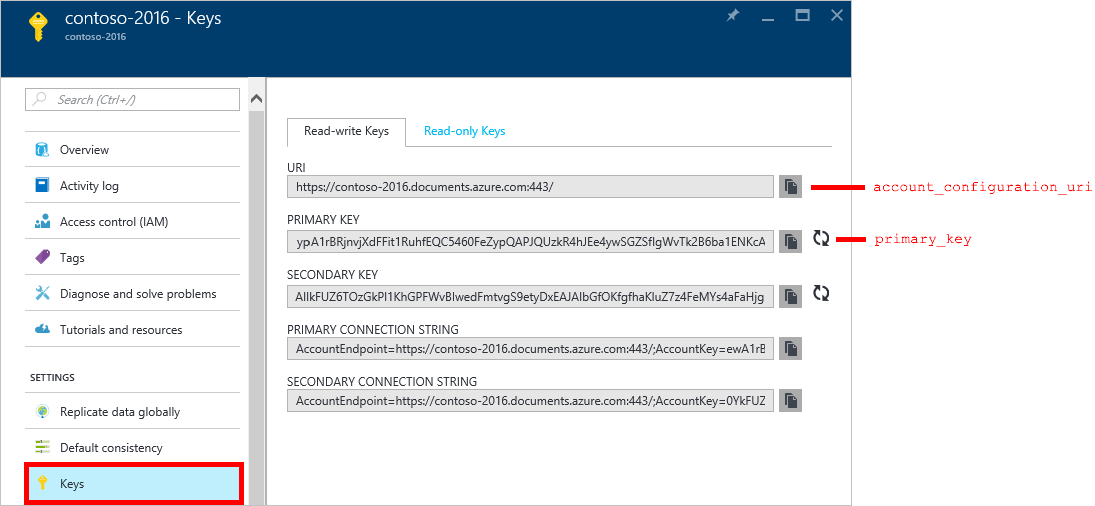 contoso-2016 - Keys
contoso-2016
Search (Ctrl+/)
Overview
Activity log
Access control (IAM)
Tags
Diagnose and solve problems
Tutorials and resources
SETTINGS
Replicate data globally
Default consistency
Keys
Read-write Keys
Read-only Keys
URI
https://contoso-2016.documents.azure.com:443/
account_configuration_uri
PRIMARY KEY
ypA1rBRjnvjXdFFit1RuhfEQC5460FeZypQAPJQUzkR4hJEe4ywSGZSfIgWvTk2B6ba1ENKcA
primary_key
SECONDARY KEY
AIIkFUZ6TOzGkPI1KhGPFWvBlwedFmtvgS9etyDxEAJAIbGfOKfgfhaKluZ7z4FeMYs4aFaHjg
PRIMARY CONNECTION STRING
AccountEndpoint=https://contoso-2016.documents.azure.com:443/;AccountKey=ewA1rB
SECONDARY CONNECTION STRING
AccountEndpoint=https://contoso-2016.documents.azure.com:443/;AccountKey=0YkFUZ